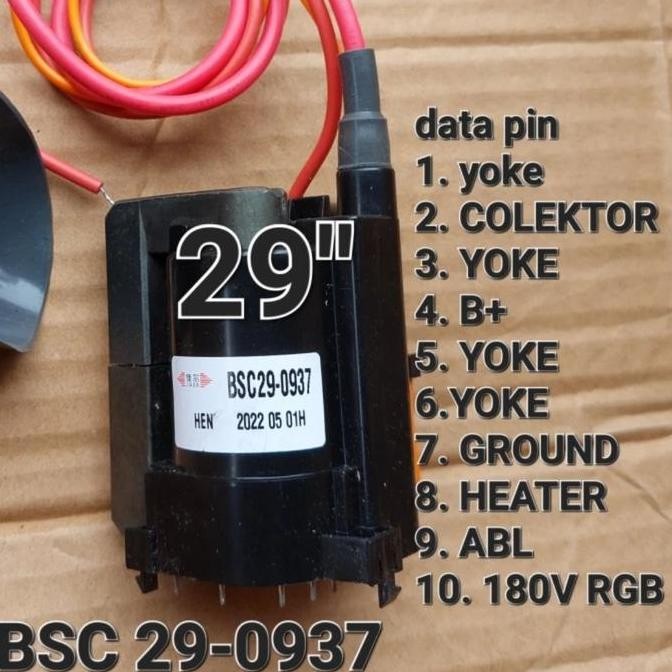 data pin
1. yoke
2. COLEKTOR
3. YOKE
4. B+
5. YOKE
6.YOKE
7. GROUND
8. HEATER
9. ABL
10. 180V RGB
29"
BSC29-0937
HEN 2022 05 01H
BSC 29-0937